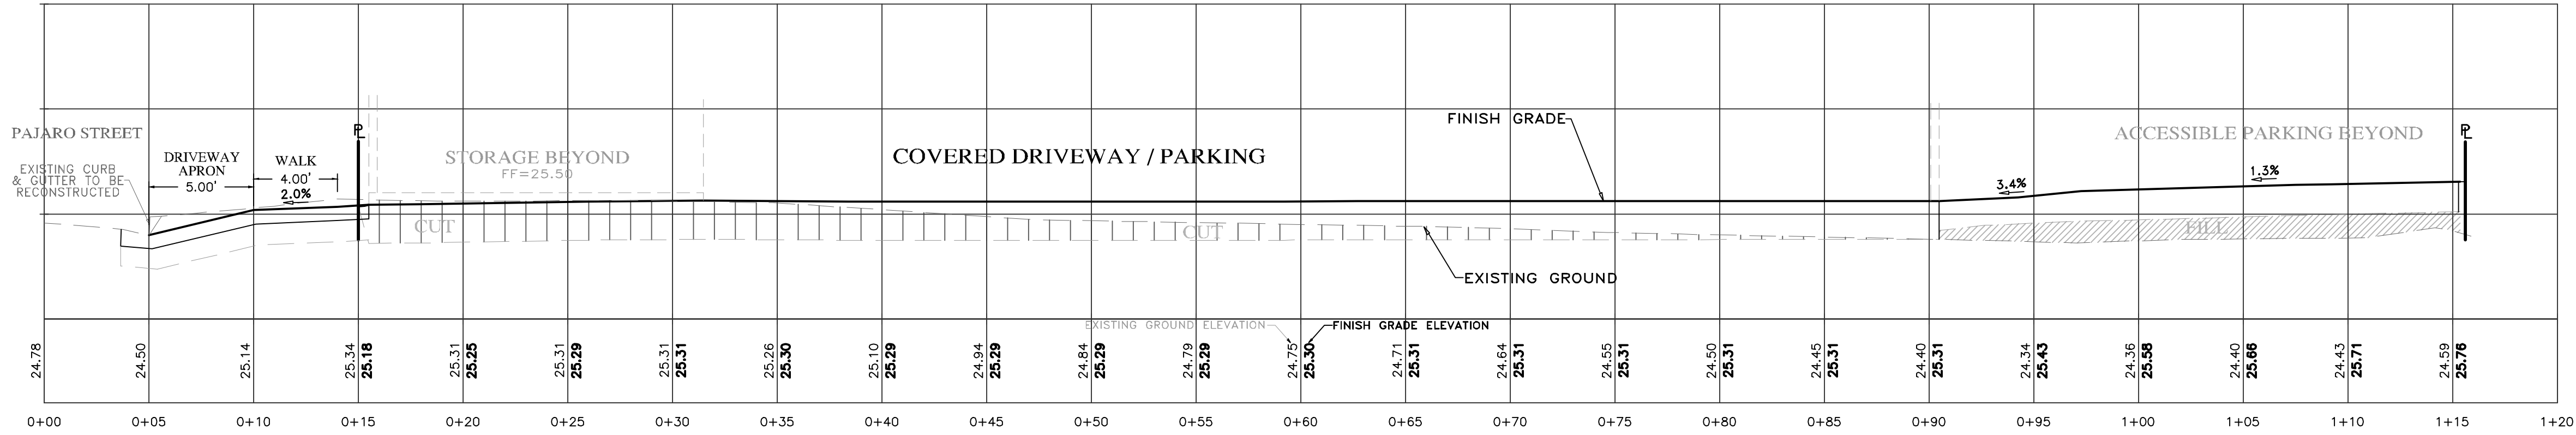 PAJARO STREET
EXISTING CURB
& GUTTER TO BE
RECONSTRUCTED
DRIVEWAY
APRON
5.00'
WALK
4.00'
2.0%
PL
STORAGE BEYOND
FF=25.50
CUT
COVERED DRIVEWAY / PARKING
CUT
FINISH GRADE
EXISTING GROUND
ACCESSIBLE PARKING BEYOND
3.4%
1.3%
FILL
PL
EXISTING GROUND ELEVATION
FINISH GRADE ELEVATION
24.78
24.50
25.14
25.34
25.18
25.31
25.25
25.31
25.29
25.31
25.31
25.26
25.30
25.10
25.29
24.94
25.29
24.84
25.29
24.79
25.29
24.75
25.30
24.71
25.31
24.64
25.31
24.55
25.31
24.50
25.31
24.45
25.31
24.40
25.31
24.34
25.43
24.36
25.58
24.40
25.66
24.43
25.71
24.59
25.76
0+00 0+05 0+10 0+15 0+20 0+25 0+30 0+35 0+40 0+45 0+50 0+55 0+60 0+65 0+70 0+75 0+80 0+85 0+90 0+95 1+00 1+05 1+10 1+15 1+20